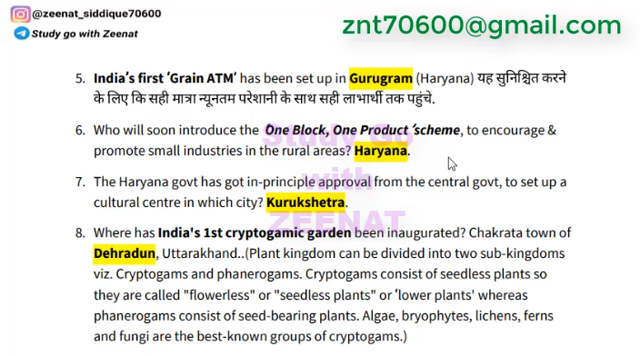 @zeenat_siddique70600
Study go with Zeenat
znt70600@gmail.com
5. India's first 'Grain ATM' has been set up in Gurugram (Haryana) यह सुनिश्चित करने
के लिए कि सही मात्रा न्यूनतम परेशानी के साथ सही लाभार्थी तक पहुंचे.
6. Who will soon introduce the One Block, One Product 'scheme, to encourage &
promote small industries in the rural areas? Haryana.
7. The Haryana govt has got in-principle approval from the central govt, to set up a
cultural centre in which city? Kurukshetra.
8. Where has India's 1st cryptogamic garden been inaugurated? Chakrata town of
Dehradun, Uttarakhand..(Plant kingdom can be divided into two sub-kingdoms
viz. Cryptogams and phanerogams. Cryptogams consist of seedless plants so
they are called "flowerless" or "seedless plants" or 'lower plants' whereas
phanerogams consist of seed-bearing plants. Algae, bryophytes, lichens, ferns
and fungi are the best-known groups of cryptogams.)
Study Go
with
ZEENAT